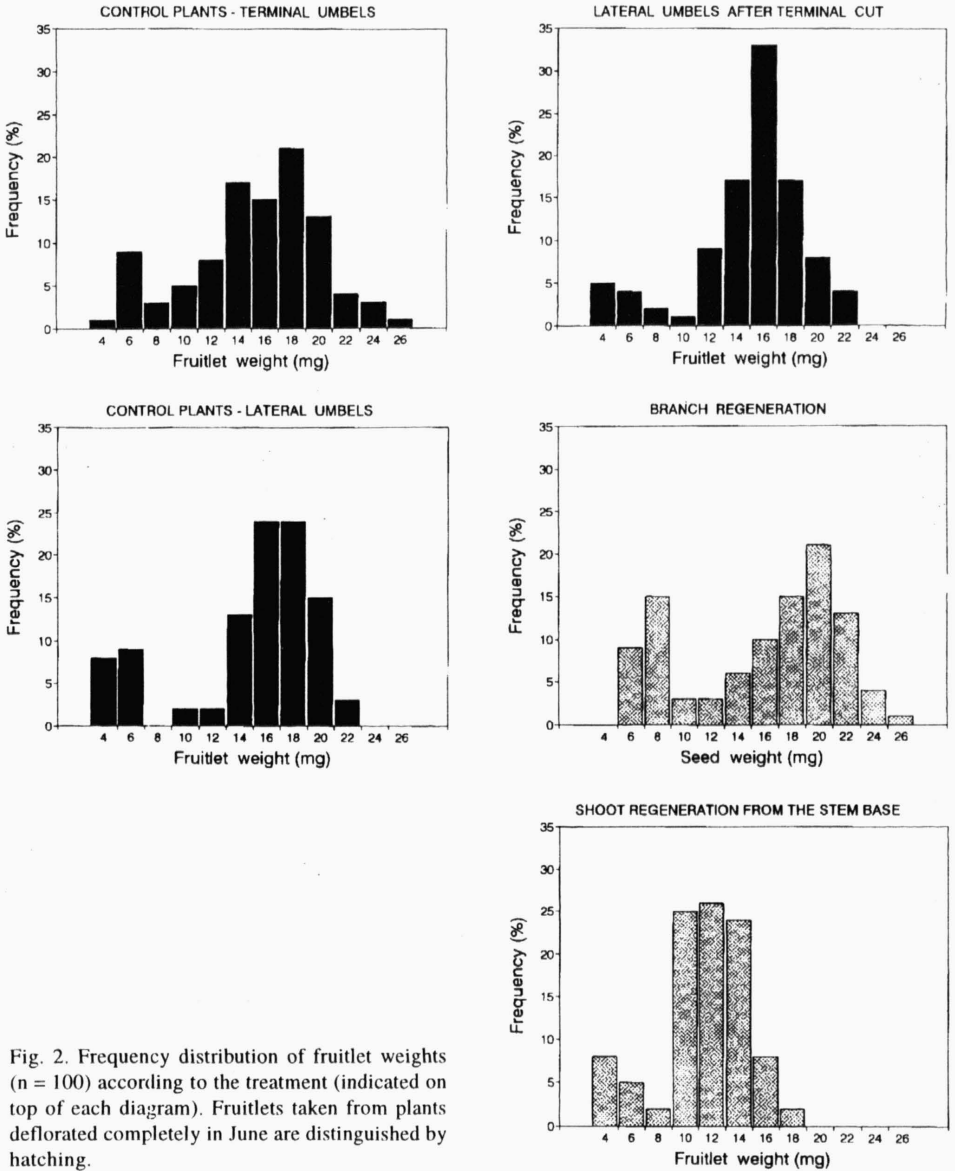 CONTROL PLANTS - TERMINAL UMBELS
35
30
25
20
15
10
5
0
Frequency (%)
4 6 8 10 12 14 16 18 20 22 24 26
Fruitlet weight (mg)
LATERAL UMBELS AFTER TERMINAL CUT
35
30
25
20
15
10
5
0
Frequency (%)
4 6 8 10 12 14 16 18 20 22 24 26
Fruitlet weight (mg)
CONTROL PLANTS - LATERAL UMBELS
35
30
25
20
15
10
5
0
Frequency (%)
4 6 8 10 12 14 16 18 20 22 24 26
Fruitlet weight (mg)
BRANCH REGENERATION
35
30
25
20
15
10
5
0
Frequency (%)
4 6 8 10 12 14 16 18 20 22 24 26
Seed weight (mg)
SHOOT REGENERATION FROM THE STEM BASE
35
30
25
20
15
10
5
0
Frequency (%)
4 6 8 10 12 14 16 18 20 22 24 26
Fruitlet weight (mg)
Fig. 2. Frequency distribution of fruitlet weights
(n = 100) according to the treatment (indicated on
top of each diagram). Fruitlets taken from plants
deflorated completely in June are distinguished by
hatching.